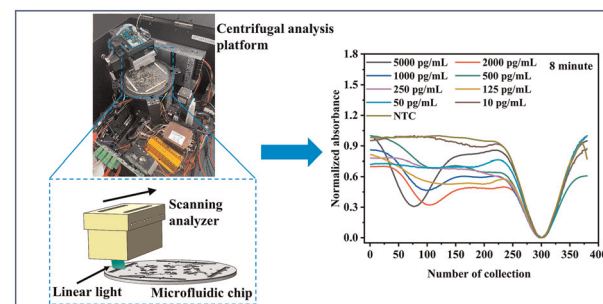 Centrifugal analysis
platform
Scanning
analyzer
Linear light
Microfluidic chip
8 minute
5000 pg/mL
2000 pg/mL
1000 pg/mL
500 pg/mL
250 pg/mL
125 pg/mL
50 pg/mL
10 pg/mL
NTC
Normalized absorbance
1.8
1.5
1.2
0.9
0.6
0.3
0.0
0
50
100
150
200
250
300
350
400
Number of collection